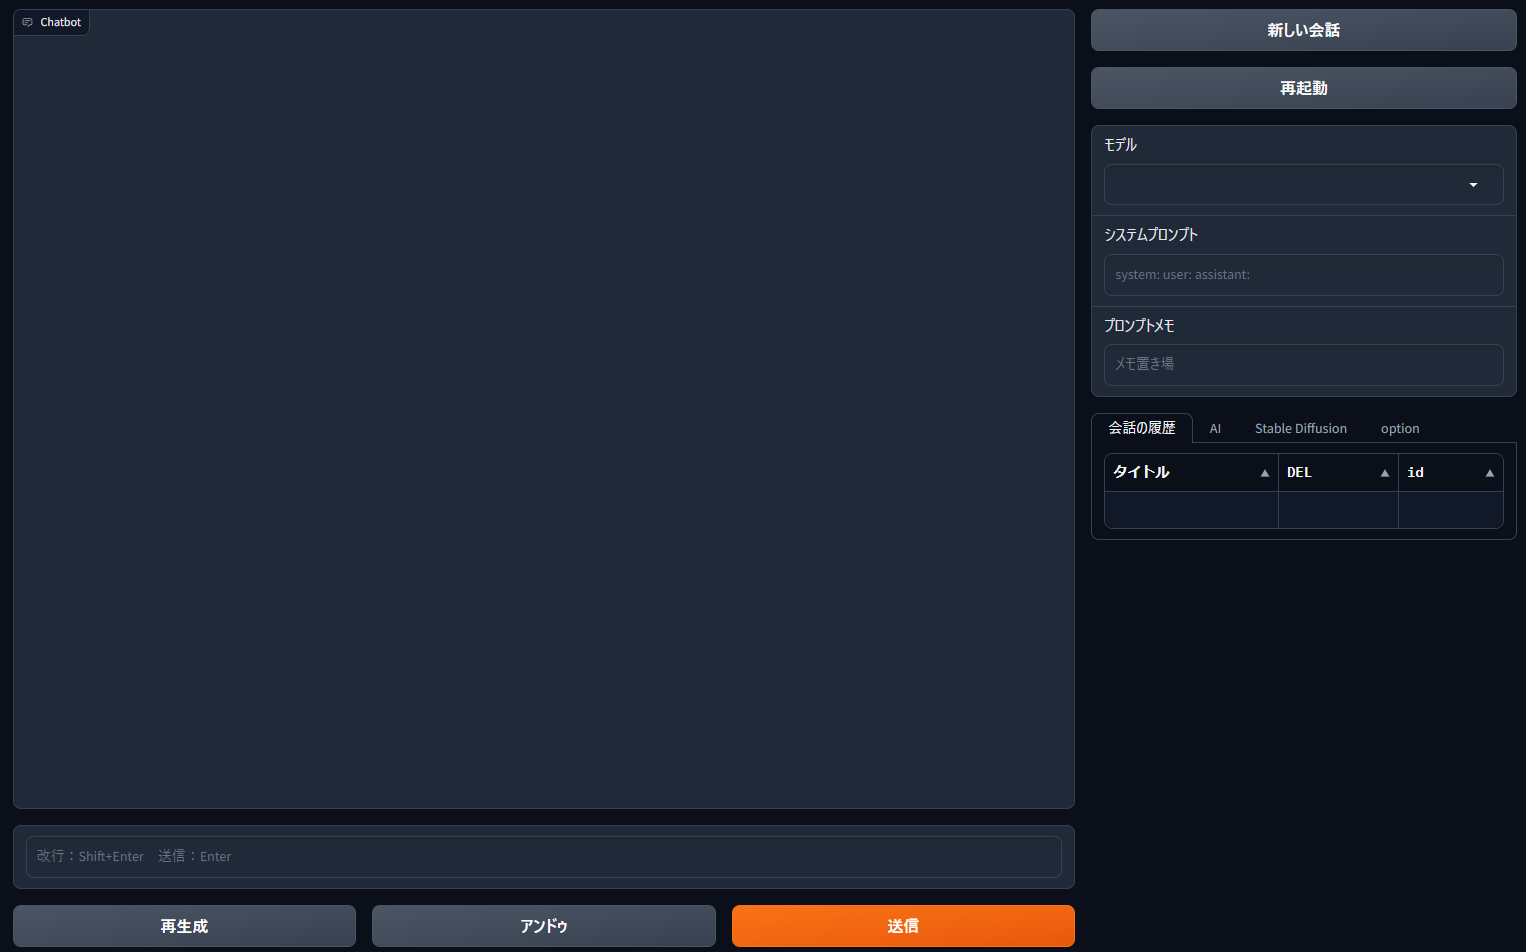 Chatbot
改行：Shift+Enter　送信：Enter
再生成
アンドゥ
送信
新しい会話
再起動
モデル
システムプロンプト
system: user: assistant:
プロンプトメモ
メモ置き場
会話の履歴 AI Stable Diffusion option
タイトル ▲ DEL ▲ id ▲